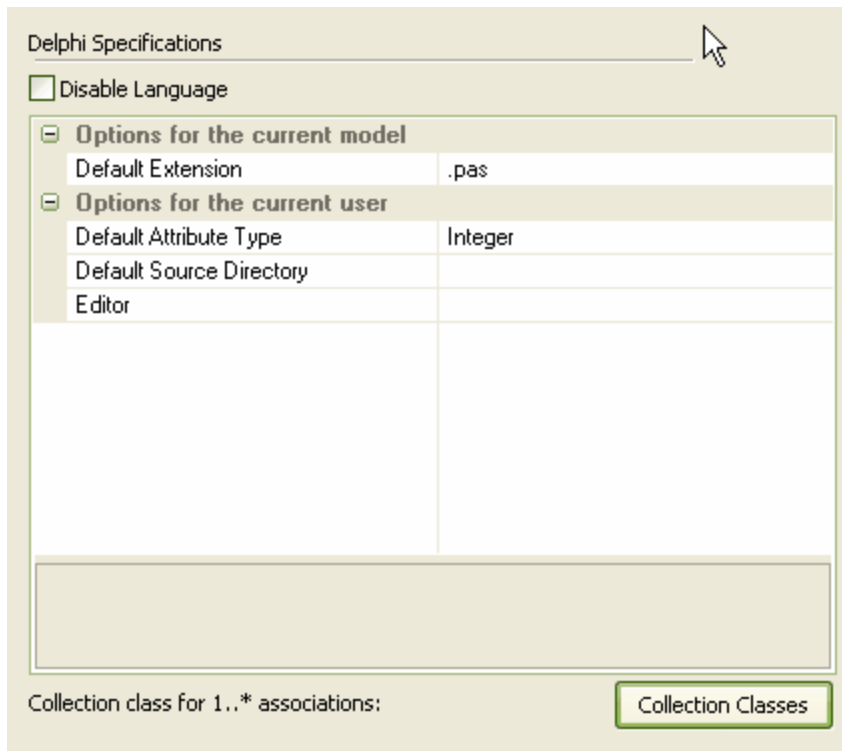 Delphi Specifications
Disable Language
Options for the current model
Default Extension .pas
Options for the current user
Default Attribute Type Integer
Default Source Directory
Editor
Collection class for 1..* associations: Collection Classes